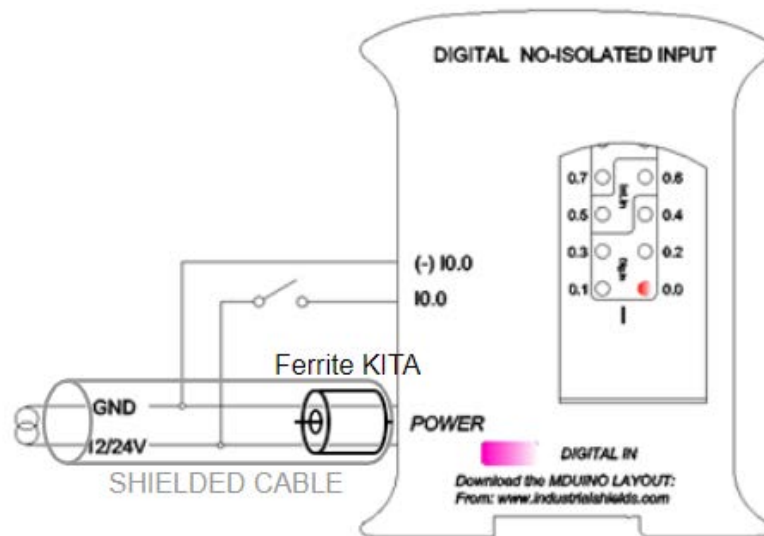 DIGITAL NO-ISOLATED INPUT
0.7 0.6
0.5 0.4
0.3 0.2
0.1 0.0
(-) I0.0
I0.0
Ferrite KITA
GND
12/24V
SHIELDED CABLE
POWER
DIGITAL IN
Download the MDUINO LAYOUT:
From: www.industrialshields.com